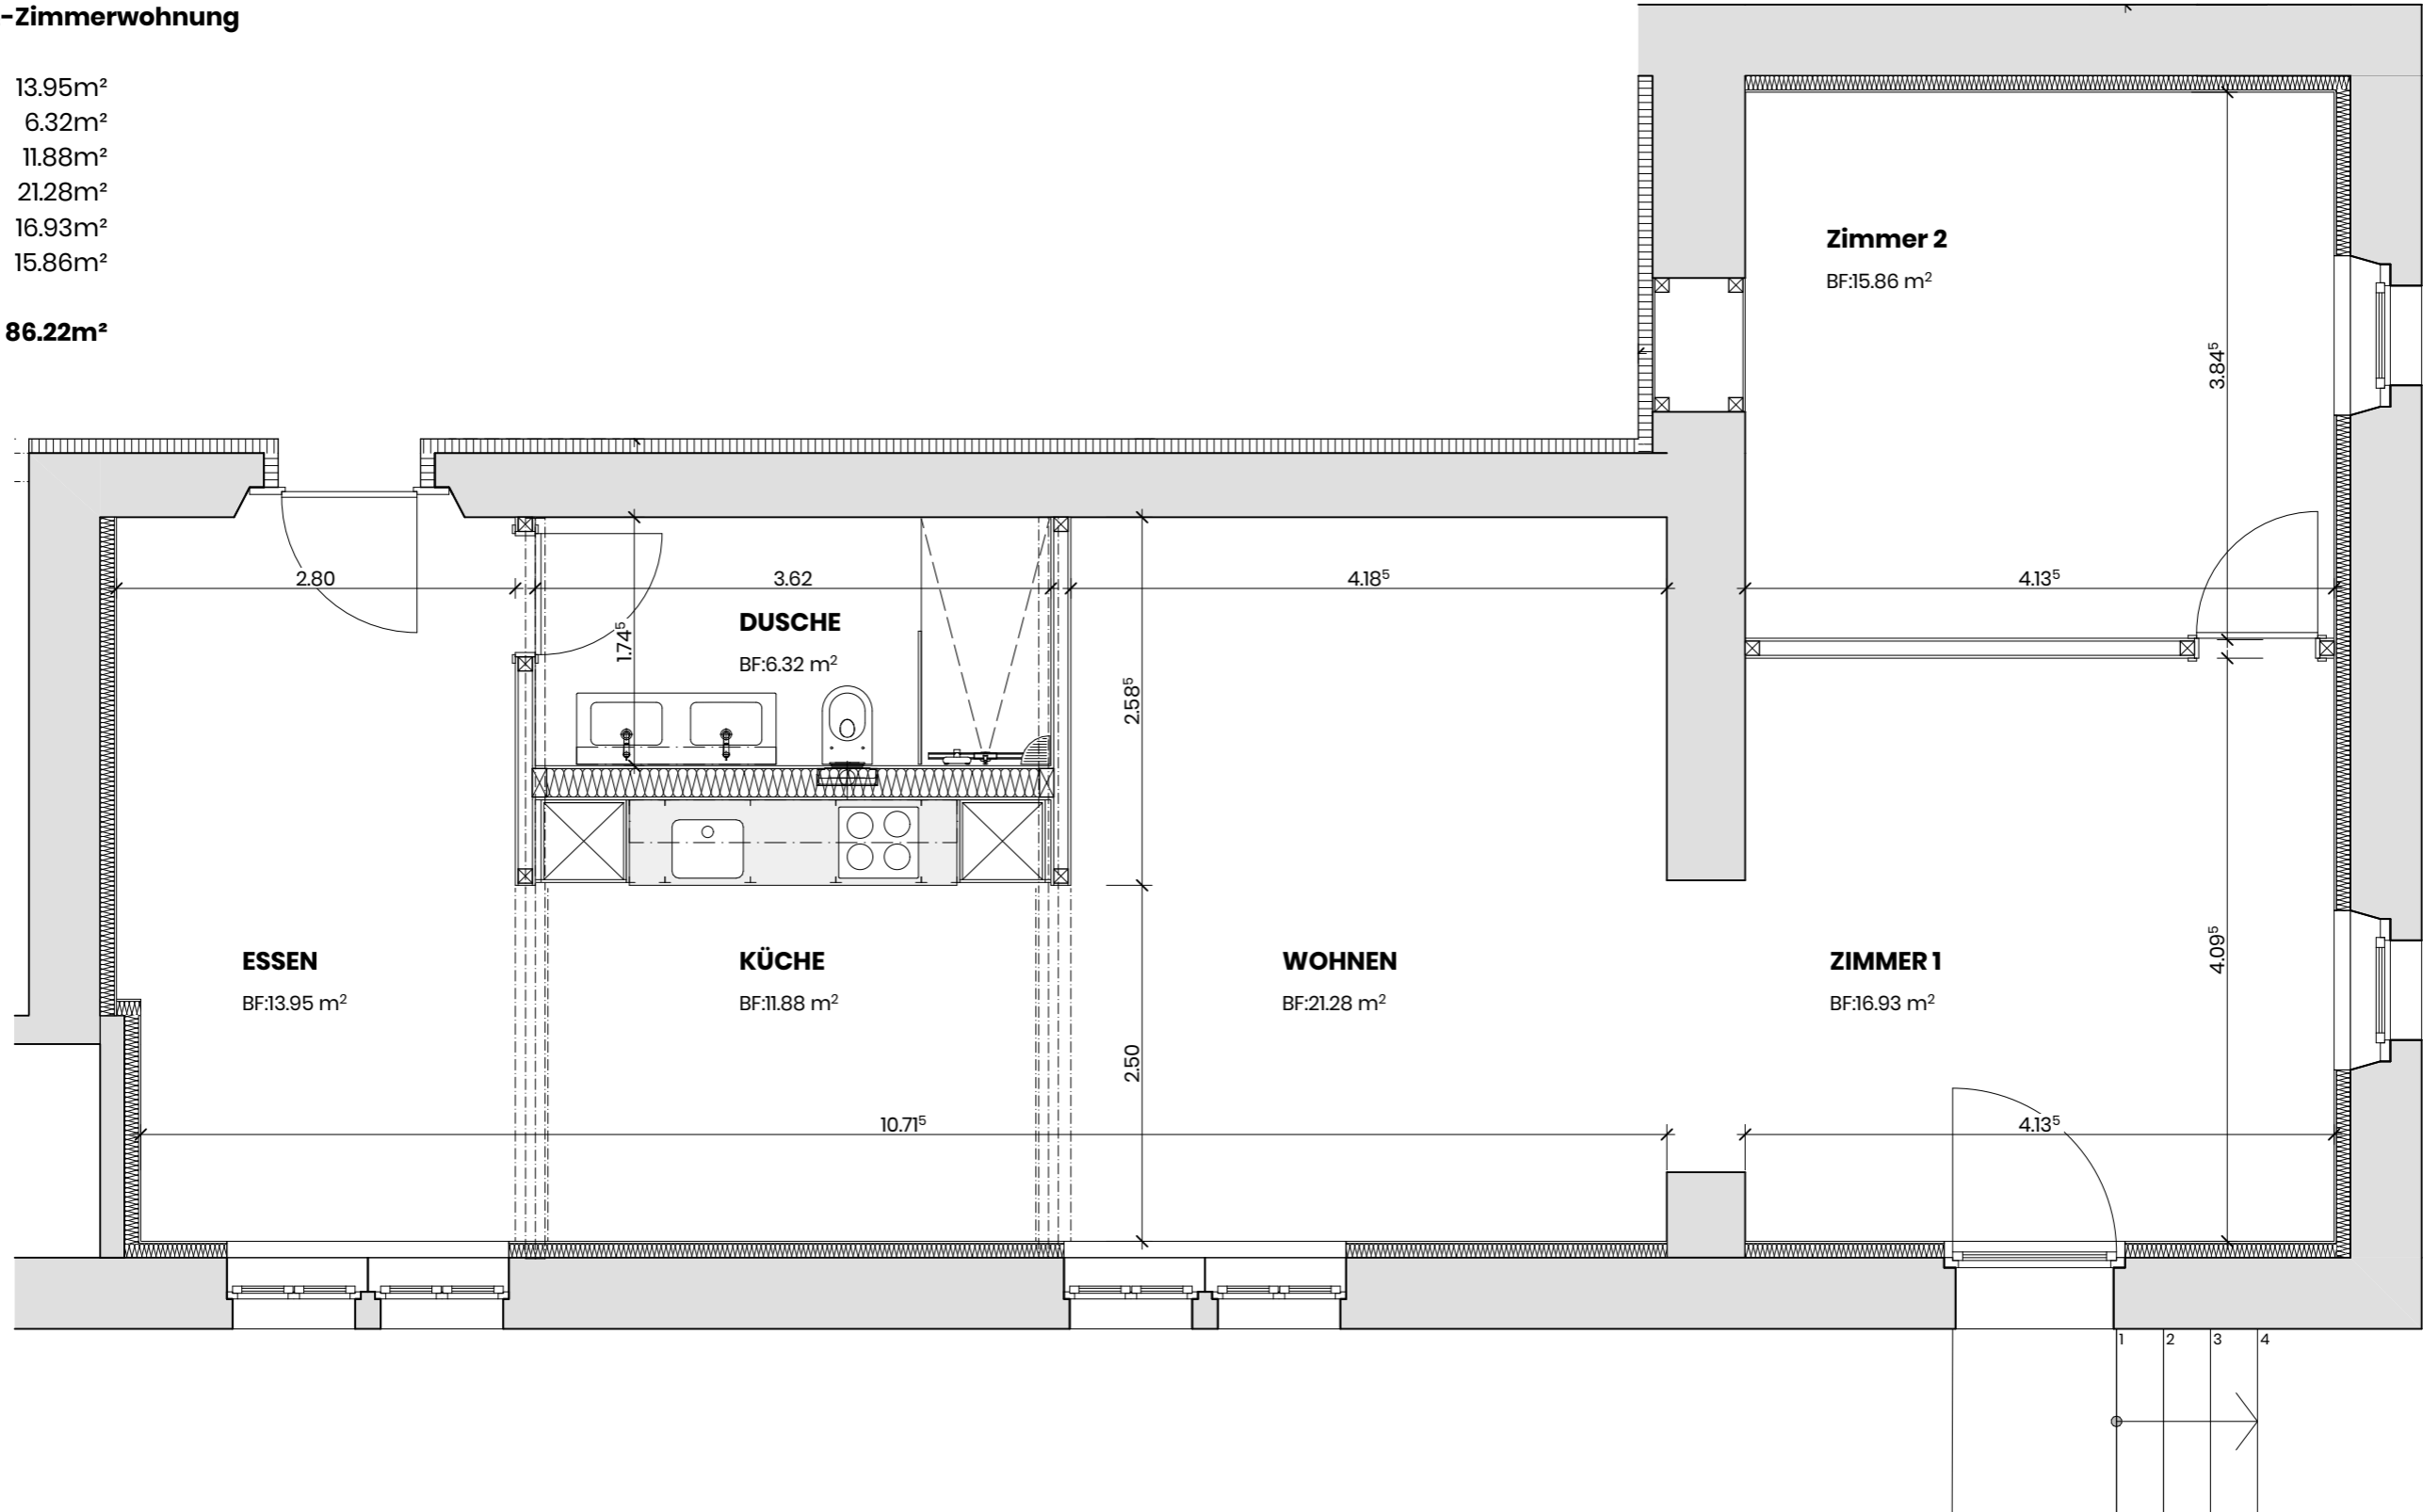 -Zimmerwohnung
13.95m²
6.32m²
11.88m²
21.28m²
16.93m²
15.86m²
86.22m²
Zimmer 2
BF:15.86 m²
3.84⁵
2.80
3.62
4.18⁵
4.13⁵
DUSCHE
BF:6.32 m²
1.74⁵
2.58⁵
ESSEN
BF:13.95 m²
KÜCHE
BF:11.88 m²
WOHNEN
BF:21.28 m²
ZIMMER 1
BF:16.93 m²
4.09⁵
2.50
10.71⁵
4.13⁵
1 2 3 4